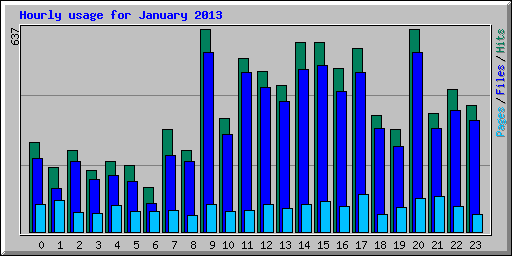 Hourly usage for January 2013
637
Pages/Files/Hits
0 1 2 3 4 5 6 7 8 9 10 11 12 13 14 15 16 17 18 19 20 21 22 23